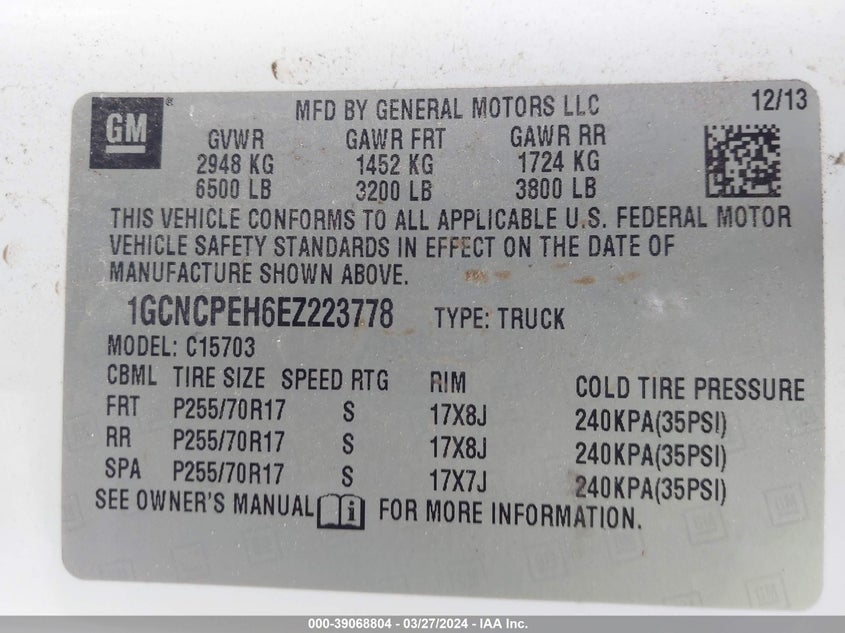 GM
®
MFD BY GENERAL MOTORS LLC 12/13
GVWR GAWR FRT GAWR RR
2948 KG 1452 KG 1724 KG
6500 LB 3200 LB 3800 LB
THIS VEHICLE CONFORMS TO ALL APPLICABLE U.S. FEDERAL MOTOR
VEHICLE SAFETY STANDARDS IN EFFECT ON THE DATE OF
MANUFACTURE SHOWN ABOVE.
1GCNCPEH6EZ223778 TYPE: TRUCK
MODEL: C15703
CBML TIRE SIZE SPEED RTG RIM COLD TIRE PRESSURE
FRT P255/70R17 S 17X8J 240KPA(35PSI)
RR P255/70R17 S 17X8J 240KPA(35PSI)
SPA P255/70R17 S 17X7J 240KPA(35PSI)
SEE OWNER'S MANUAL i FOR MORE INFORMATION.
000-39068804 - 03/27/2024 - IAA Inc.